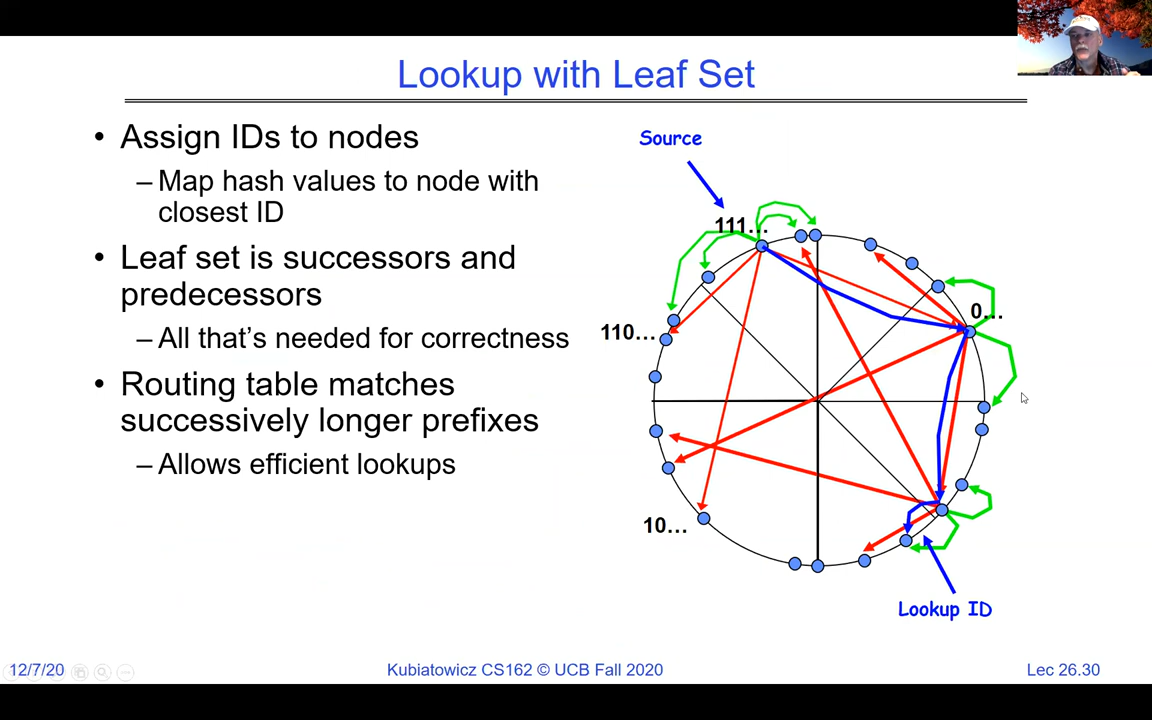 Lookup with Leaf Set
• Assign IDs to nodes
– Map hash values to node with
closest ID
• Leaf set is successors and
predecessors
– All that's needed for correctness
• Routing table matches
successively longer prefixes
– Allows efficient lookups
Source
111...
0...
110...
10...
Lookup ID
12/7/20
Kubiatowicz CS162 © UCB Fall 2020
Lec 26.30